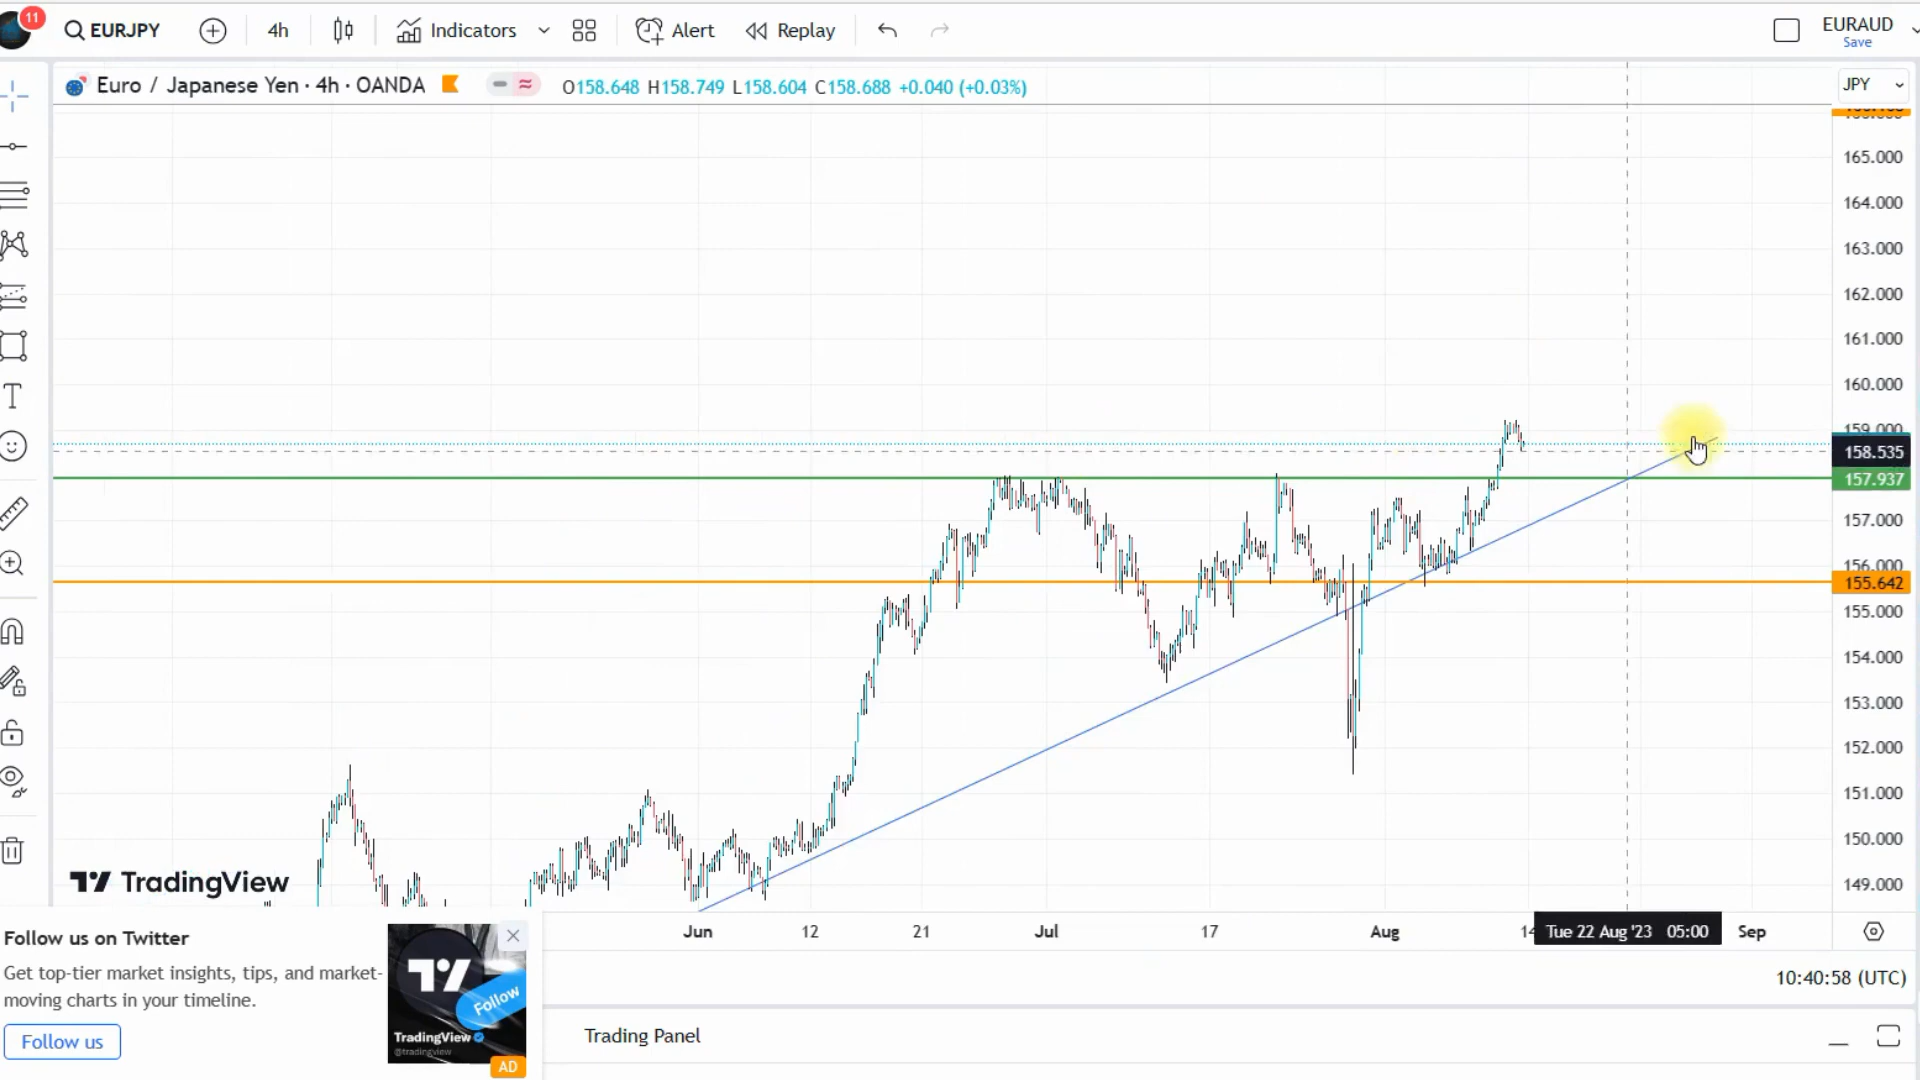 11
EURJPY
4h
Indicators
Alert
Replay
EURAUD
Save
Euro / Japanese Yen · 4h · OANDA
O158.648 H158.749 L158.604 C158.688 +0.040 (+0.03%)
JPY
165.000
164.000
163.000
162.000
161.000
160.000
159.000
158.535
157.937
157.000
156.000
155.642
155.000
154.000
153.000
152.000
151.000
150.000
149.000
TradingView
Jun
12
21
Jul
17
Aug
14
Tue 22 Aug '23 05:00
Sep
10:40:58 (UTC)
Follow us on Twitter
Get top-tier market insights, tips, and market-
moving charts in your timeline.
Follow us
Follow
TradingView
@tradingview
AD
Trading Panel